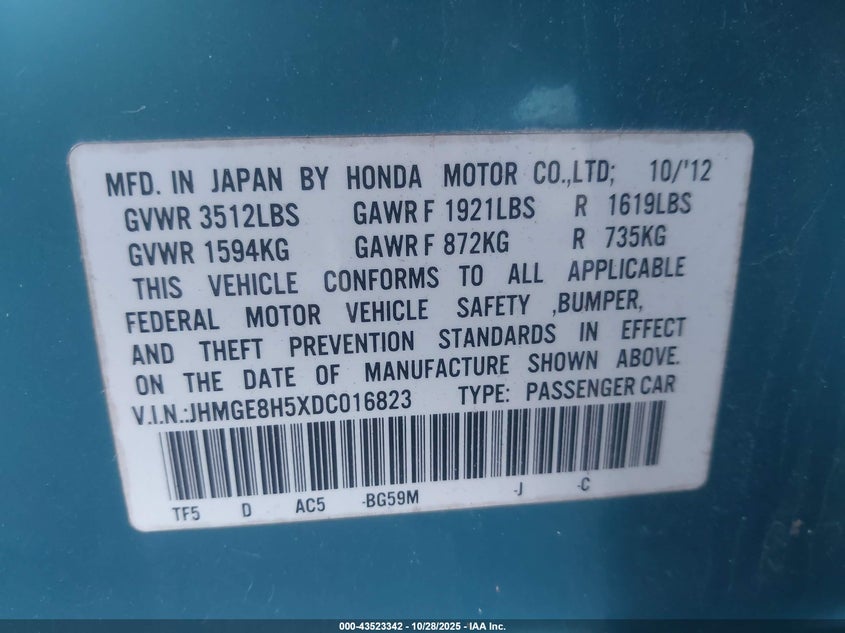 MFD. IN JAPAN BY HONDA MOTOR CO.,LTD; 10/'12
GVWR 3512LBS GAWR F 1921LBS R 1619LBS
GVWR 1594KG GAWR F 872KG R 735KG
THIS VEHICLE CONFORMS TO ALL APPLICABLE
FEDERAL MOTOR VEHICLE SAFETY ,BUMPER,
AND THEFT PREVENTION STANDARDS IN EFFECT
ON THE DATE OF MANUFACTURE SHOWN ABOVE.
V.I.N.:JHMGE8H5XDC016823 TYPE: PASSENGER CAR
TF5 D AC5 -BG59M -J -C
000-43523342 - 10/28/2025 - IAA Inc.